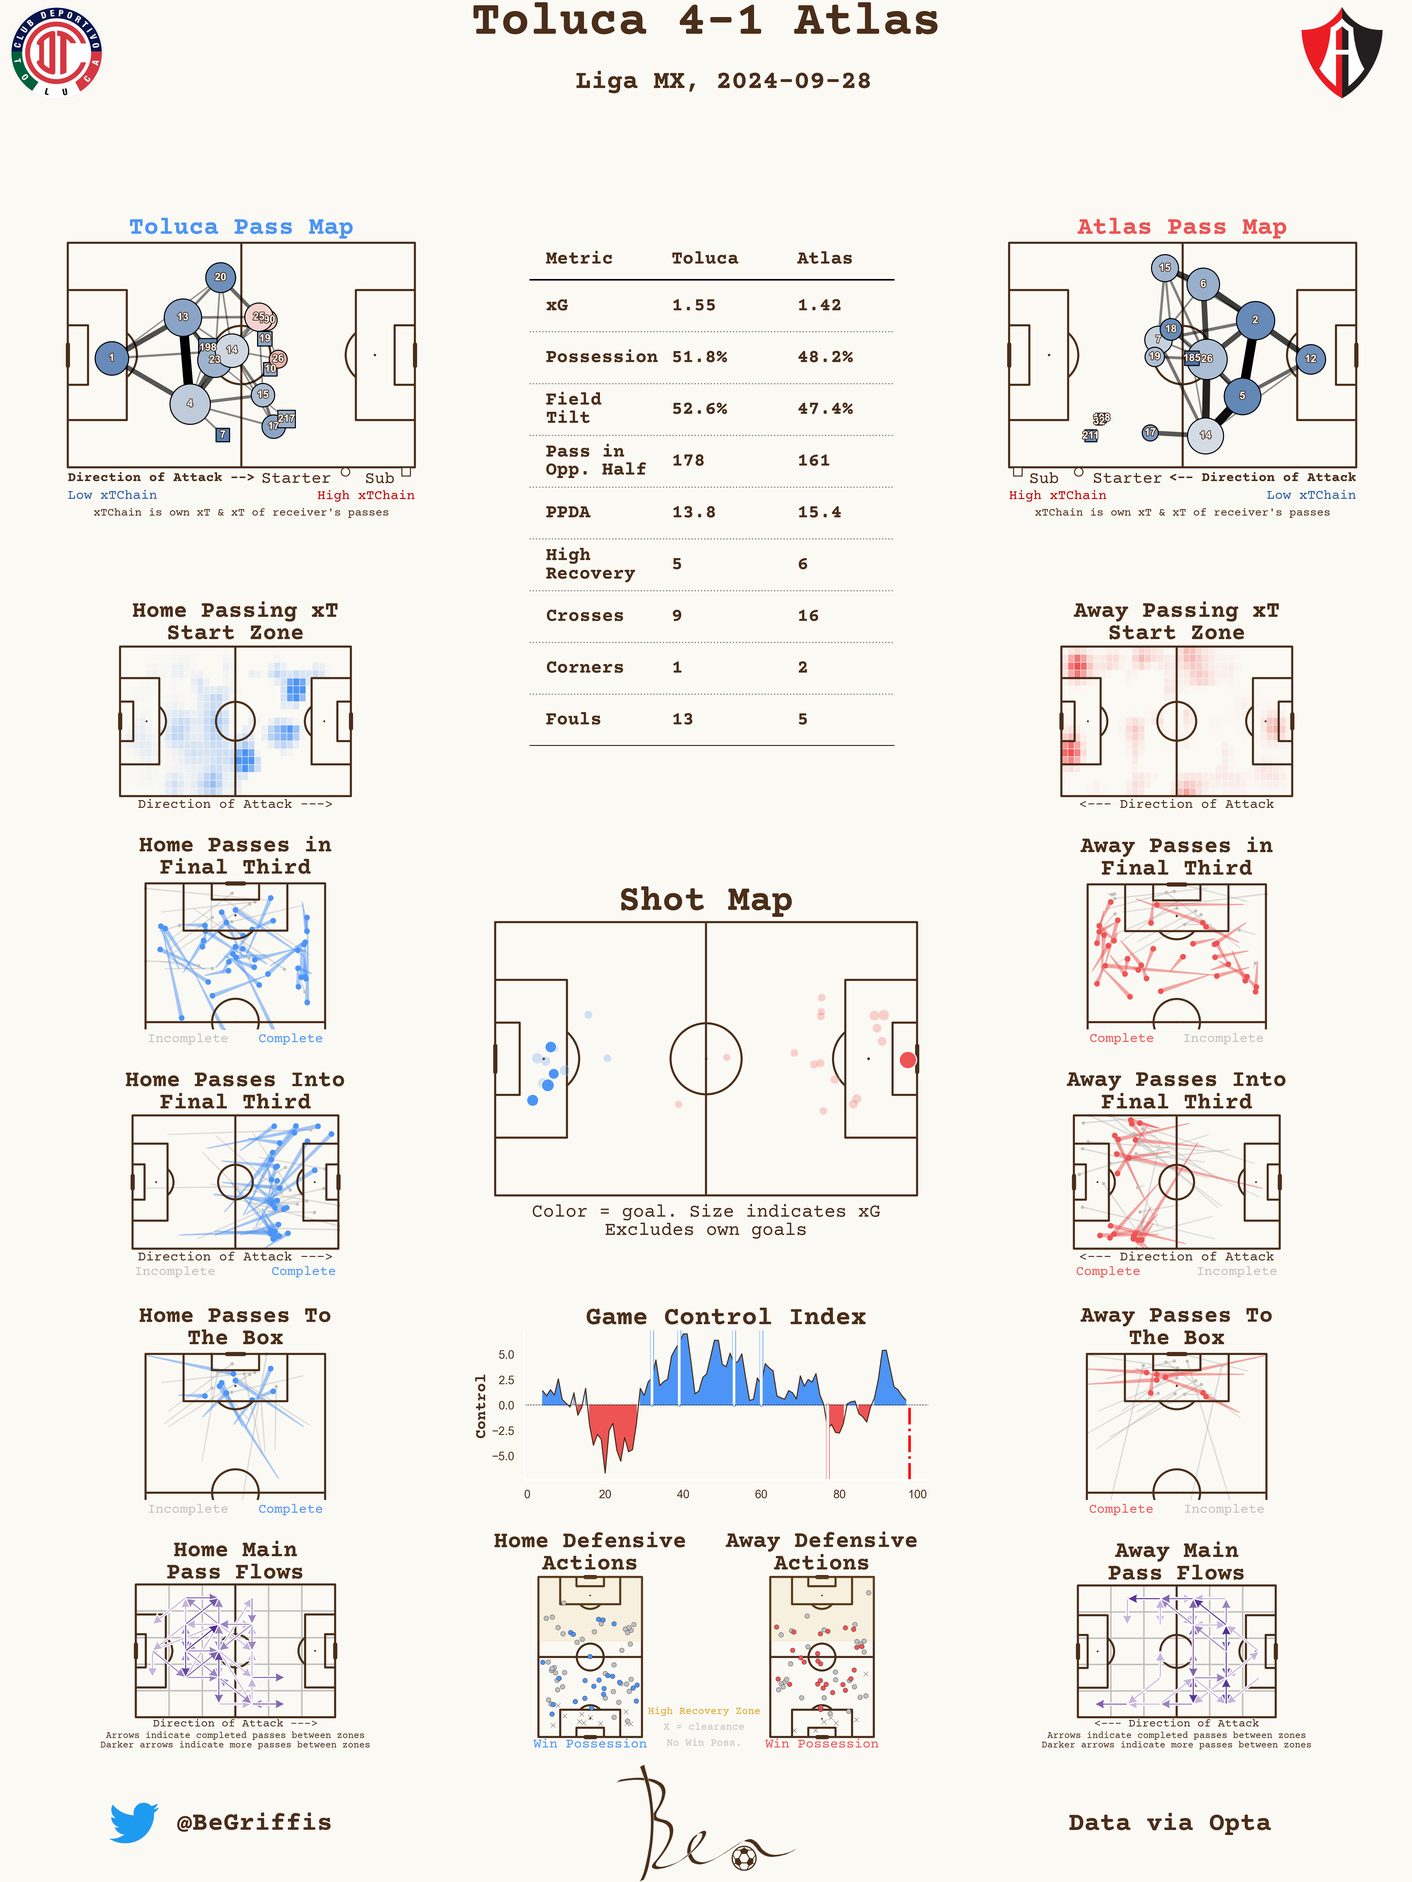 Toluca 4-1 Atlas
Liga MX, 2024-09-28
CLUB DEPORTIVO
TOLUCA
Toluca Pass Map
20
13
25
19
198
14
1
23
26
10
4
15
217
17
7
Direction of Attack --> Starter Sub
Low xTChain High xTChain
xTChain is own xT & xT of receiver's passes
Metric Toluca Atlas
xG 1.55 1.42
Possession 51.8% 48.2%
Field
Tilt 52.6% 47.4%
Pass in
Opp. Half 178 161
PPDA 13.8 15.4
High
Recovery 5 6
Crosses 9 16
Corners 1 2
Fouls 13 5
Atlas Pass Map
15
6
2
18
7
19
185
26
12
5
32
17
14
211
Sub Starter <-- Direction of Attack
High xTChain Low xTChain
xTChain is own xT & xT of receiver's passes
Home Passing xT
Start Zone
Direction of Attack --->
Away Passing xT
Start Zone
<--- Direction of Attack
Home Passes in
Final Third
Incomplete Complete
Away Passes in
Final Third
Complete Incomplete
Shot Map
Color = goal. Size indicates xG
Excludes own goals
Home Passes Into
Final Third
Direction of Attack --->
Incomplete Complete
Away Passes Into
Final Third
<--- Direction of Attack
Complete Incomplete
Home Passes To
The Box
Incomplete Complete
Game Control Index
Control
5.0
2.5
0.0
−2.5
−5.0
0 20 40 60 80 100
Away Passes To
The Box
Complete Incomplete
Home Main
Pass Flows
Direction of Attack --->
Arrows indicate completed passes between zones
Darker arrows indicate more passes between zones
Home Defensive
Actions
Win Possession
Away Defensive
Actions
Win Possession
High Recovery Zone
X = clearance
No Win Poss.
Away Main
Pass Flows
<--- Direction of Attack
Arrows indicate completed passes between zones
Darker arrows indicate more passes between zones
@BeGriffis
Ben
Data via Opta